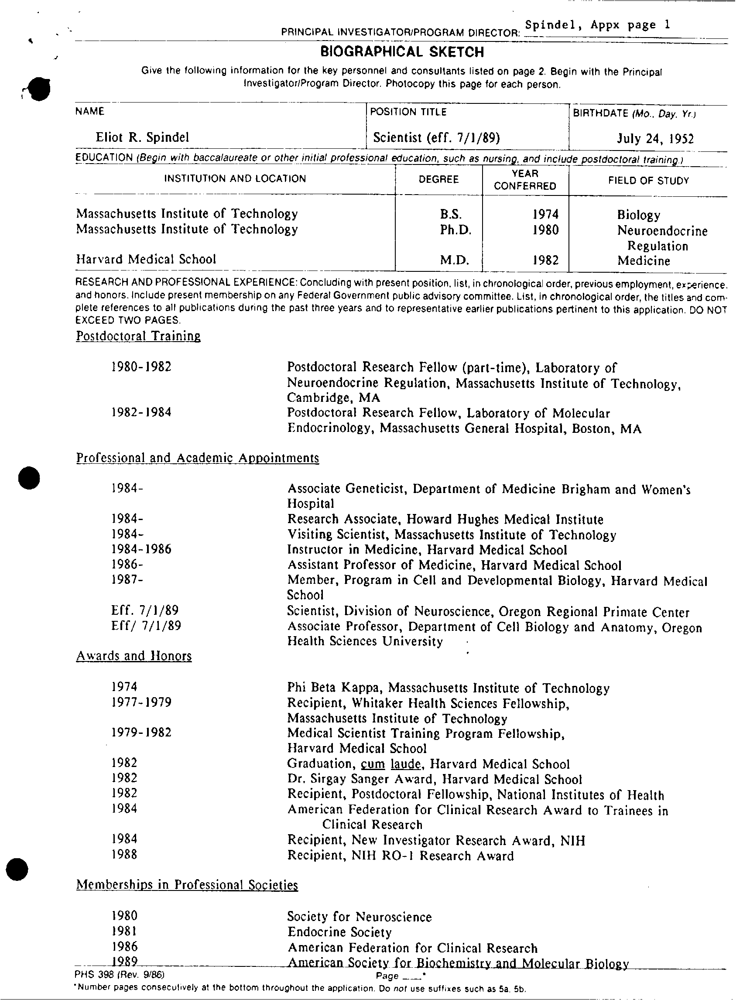 PRINCIPAL INVESTIGATOR/PROGRAM DIRECTOR: Spindel, Appx page 1
BIOGRAPHICAL SKETCH
Give the following information for the key personnel and consultants listed on page 2. Begin with the Principal
Investigator/Program Director. Photocopy this page for each person.
NAME POSITION TITLE BIRTHDATE (Mo., Day, Yr.)
Eliot R. Spindel Scientist (eff. 7/1/89) July 24, 1952
EDUCATION (Begin with baccalaureate or other initial professional education, such as nursing, and include postdoctoral training.)
INSTITUTION AND LOCATION DEGREE YEAR CONFERRED FIELD OF STUDY
Massachusetts Institute of Technology B.S. 1974 Biology
Massachusetts Institute of Technology Ph.D. 1980 Neuroendocrine
Regulation
Harvard Medical School M.D. 1982 Medicine
RESEARCH AND PROFESSIONAL EXPERIENCE: Concluding with present position, list, in chronological order, previous employment, experience,
and honors. Include present membership on any Federal Government public advisory committee. List, in chronological order, the titles and com-
plete references to all publications during the past three years and to representative earlier publications pertinent to this application. DO NOT
EXCEED TWO PAGES.
Postdoctoral Training
1980-1982 Postdoctoral Research Fellow (part-time), Laboratory of
Neuroendocrine Regulation, Massachusetts Institute of Technology,
Cambridge, MA
1982-1984 Postdoctoral Research Fellow, Laboratory of Molecular
Endocrinology, Massachusetts General Hospital, Boston, MA
Professional and Academic Appointments
1984- Associate Geneticist, Department of Medicine Brigham and Women's
Hospital
1984- Research Associate, Howard Hughes Medical Institute
1984- Visiting Scientist, Massachusetts Institute of Technology
1984-1986 Instructor in Medicine, Harvard Medical School
1986- Assistant Professor of Medicine, Harvard Medical School
1987- Member, Program in Cell and Developmental Biology, Harvard Medical
School
Eff. 7/1/89 Scientist, Division of Neuroscience, Oregon Regional Primate Center
Eff/ 7/1/89 Associate Professor, Department of Cell Biology and Anatomy, Oregon
Health Sciences University
Awards and Honors
1974 Phi Beta Kappa, Massachusetts Institute of Technology
1977-1979 Recipient, Whitaker Health Sciences Fellowship,
Massachusetts Institute of Technology
1979-1982 Medical Scientist Training Program Fellowship,
Harvard Medical School
1982 Graduation, cum laude, Harvard Medical School
1982 Dr. Sirgay Sanger Award, Harvard Medical School
1982 Recipient, Postdoctoral Fellowship, National Institutes of Health
1984 American Federation for Clinical Research Award to Trainees in
Clinical Research
1984 Recipient, New Investigator Research Award, NIH
1988 Recipient, NIH RO-1 Research Award
Memberships in Professional Societies
1980 Society for Neuroscience
1981 Endocrine Society
1986 American Federation for Clinical Research
1989 American Society for Biochemistry and Molecular Biology
PHS 398 (Rev. 9/86) Page ___*
*Number pages consecutively at the bottom throughout the application. Do not use suffixes such as 5a, 5b.